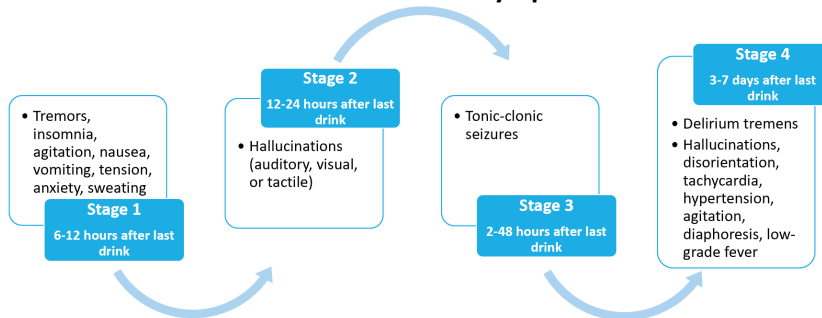 • Tremors,
insomnia,
agitation, nausea,
vomiting, tension,
anxiety, sweating
Stage 1
6-12 hours after last
drink
Stage 2
12-24 hours after last
drink
• Hallucinations
(auditory, visual,
or tactile)
• Tonic-clonic
seizures
Stage 3
2-48 hours after last
drink
Stage 4
3-7 days after last
drink
• Delirium tremens
• Hallucinations,
disorientation,
tachycardia,
hypertension,
agitation,
diaphoresis, low-
grade fever